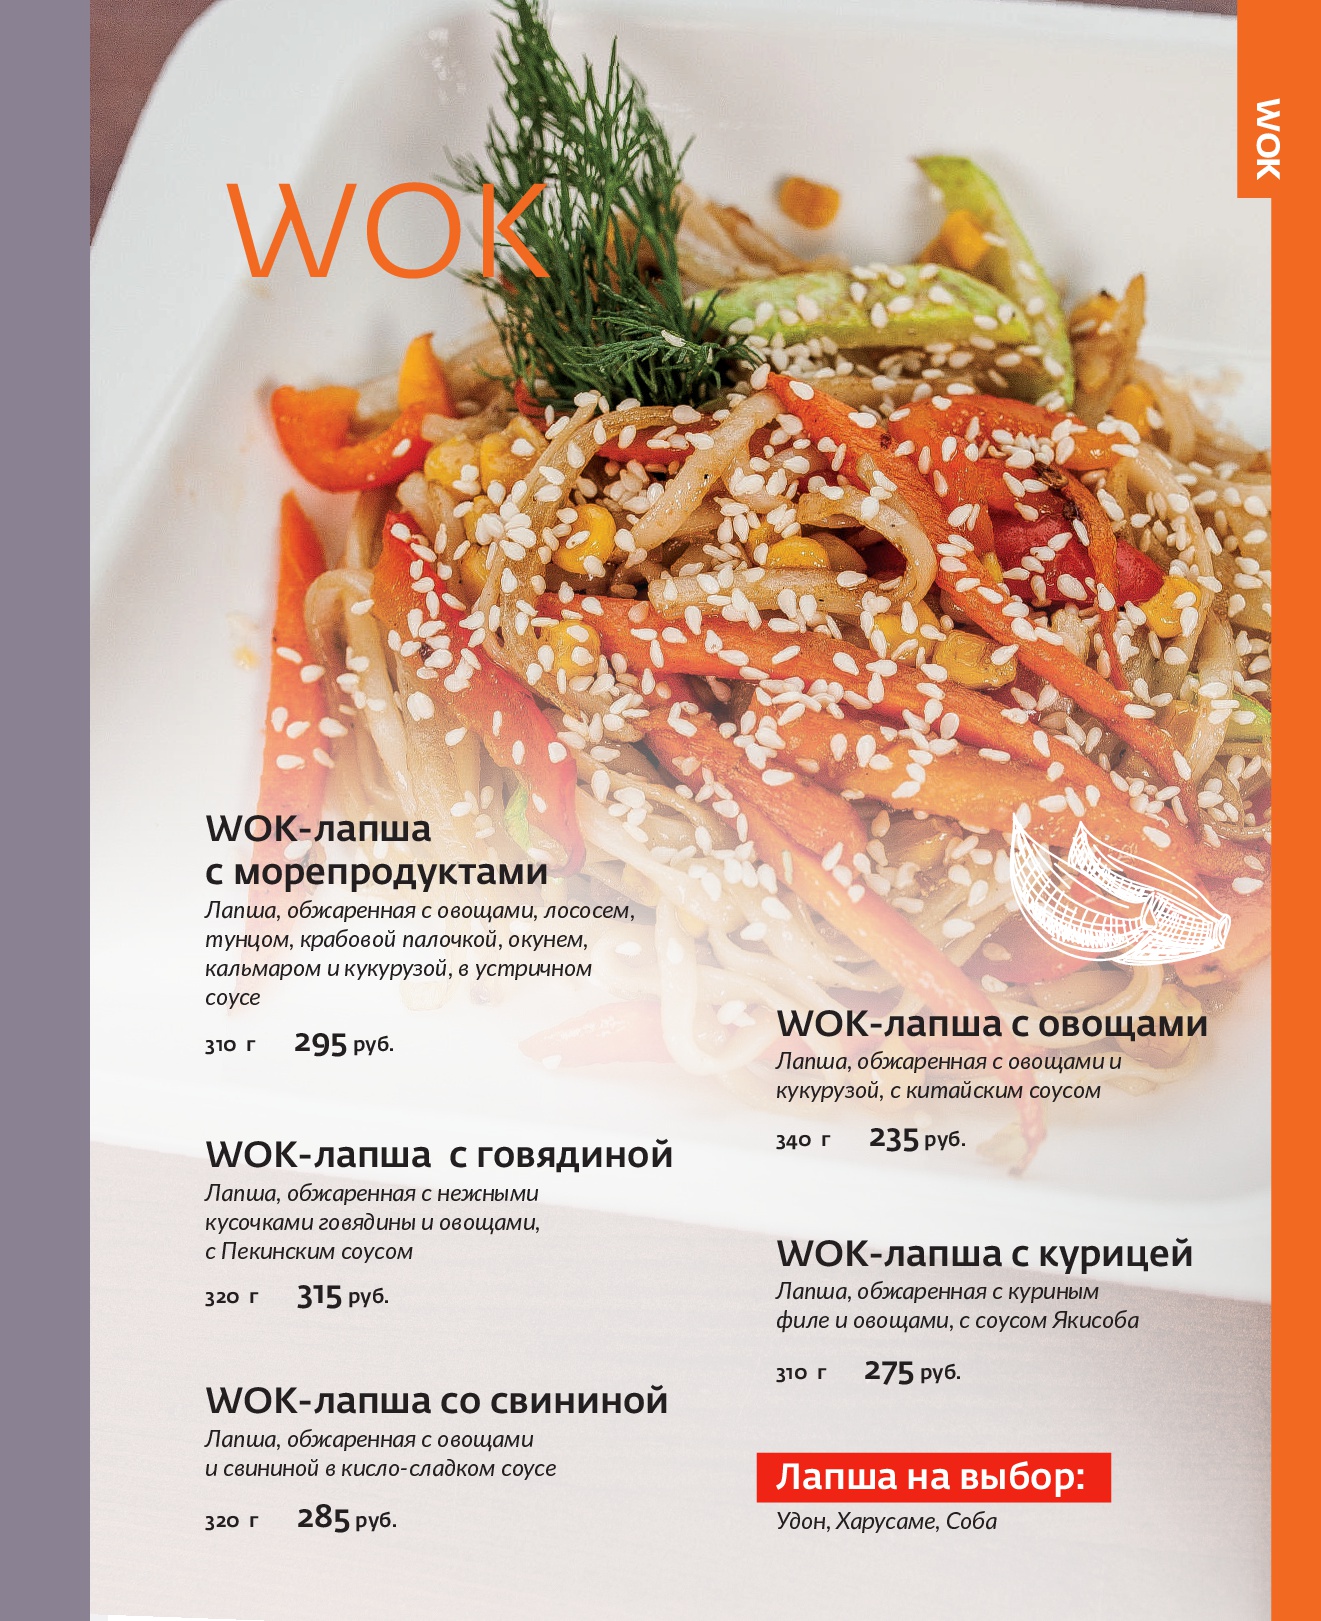 WOK
WOK
WOK-лапша
с морепродуктами
Лапша, обжаренная с овощами, лососем,
тунцом, крабовой палочкой, окунем,
кальмаром и кукурузой, в устричном
соусе
310 г 295 руб.
WOK-лапша с говядиной
Лапша, обжаренная с нежными
кусочками говядины и овощами,
с Пекинским соусом
320 г 315 руб.
WOK-лапша со свининой
Лапша, обжаренная с овощами
и свининой в кисло-сладком соусе
320 г 285 руб.
WOK-лапша с овощами
Лапша, обжаренная с овощами и
кукурузой, с китайским соусом
340 г 235 руб.
WOK-лапша с курицей
Лапша, обжаренная с куриным
филе и овощами, с соусом Якисоба
310 г 275 руб.
Лапша на выбор:
Удон, Харусаме, Соба